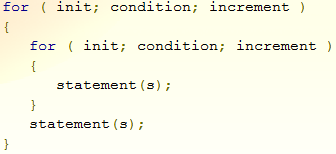 for ( init; condition; increment )
{
   for ( init; condition; increment )
   {
      statement(s);
   }
   statement(s);
}